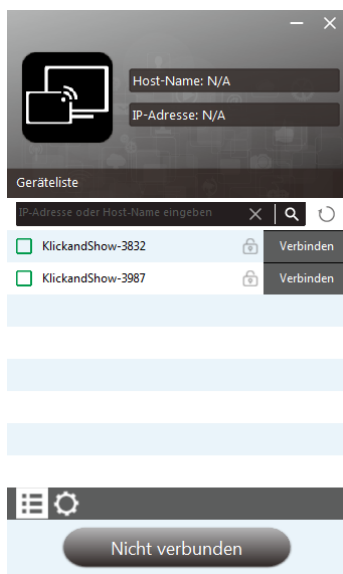 Host-Name: N/A
IP-Adresse: N/A
Geräteliste
IP-Adresse oder Host-Name eingeben
KlickandShow-3832 Verbinden
KlickandShow-3987 Verbinden
Nicht verbunden